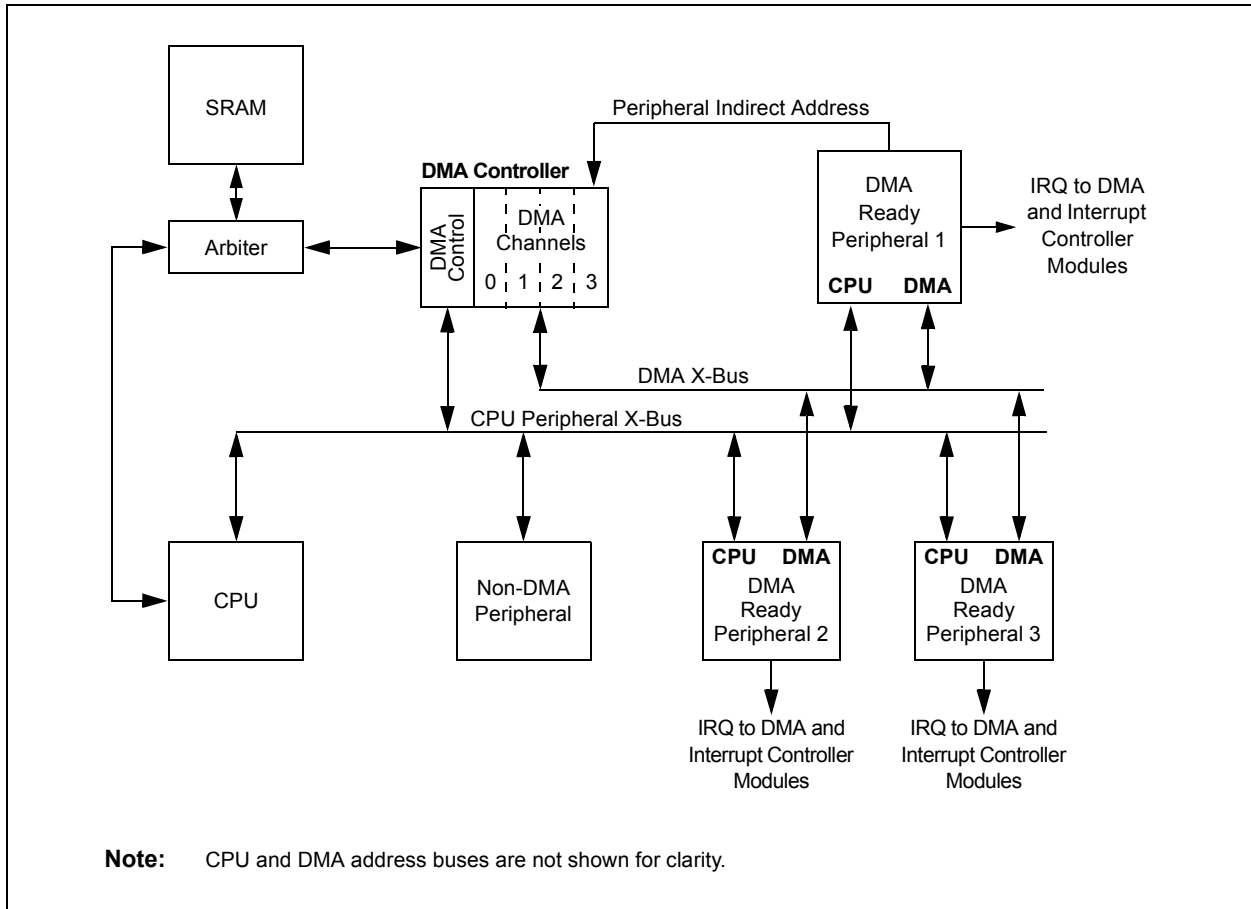 SRAM
Peripheral Indirect Address
DMA Controller
DMA
Ready
Peripheral 1
CPU DMA
IRQ to DMA
and Interrupt
Controller
Modules
Arbiter
DMA
Control
DMA
Channels
0 1 2 3
DMA X-Bus
CPU Peripheral X-Bus
CPU
Non-DMA
Peripheral
CPU DMA
DMA
Ready
Peripheral 2
CPU DMA
DMA
Ready
Peripheral 3
IRQ to DMA and
Interrupt Controller
Modules
IRQ to DMA and
Interrupt Controller
Modules
Note: CPU and DMA address buses are not shown for clarity.